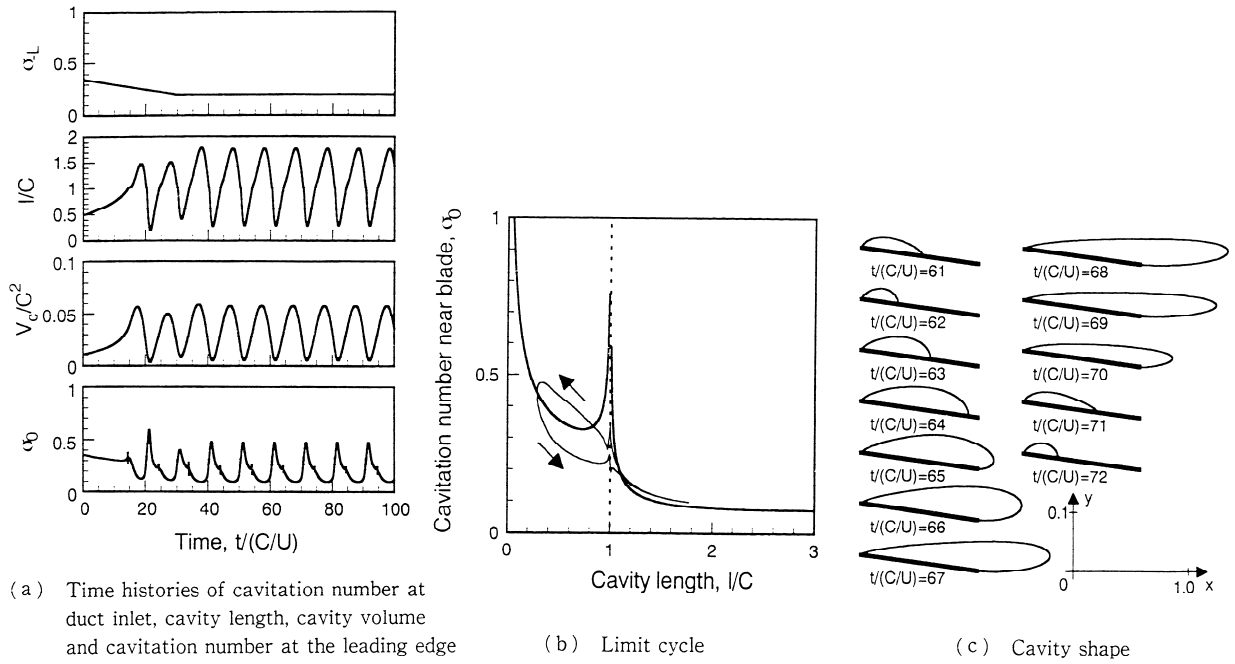 1
σ-L
0.5
0
2
1.5
l/C
1
0.5
0
0.1
Vc/C2
0.05
0
1
σ0
0.5
0
0 20 40 60 80 100
Time, t/(C/U)
(a) Time histories of cavitation number at
duct inlet, cavity length, cavity volume
and cavitation number at the leading edge
1
Cavitation number near blade, σ0
0.5
0
0 1 2 3
Cavity length, l/C
(b) Limit cycle
t/(C/U)=61
t/(C/U)=62
t/(C/U)=63
t/(C/U)=64
t/(C/U)=65
t/(C/U)=66
t/(C/U)=67
t/(C/U)=68
t/(C/U)=69
t/(C/U)=70
t/(C/U)=71
t/(C/U)=72
y
0.1
0 1.0 x
(c) Cavity shape